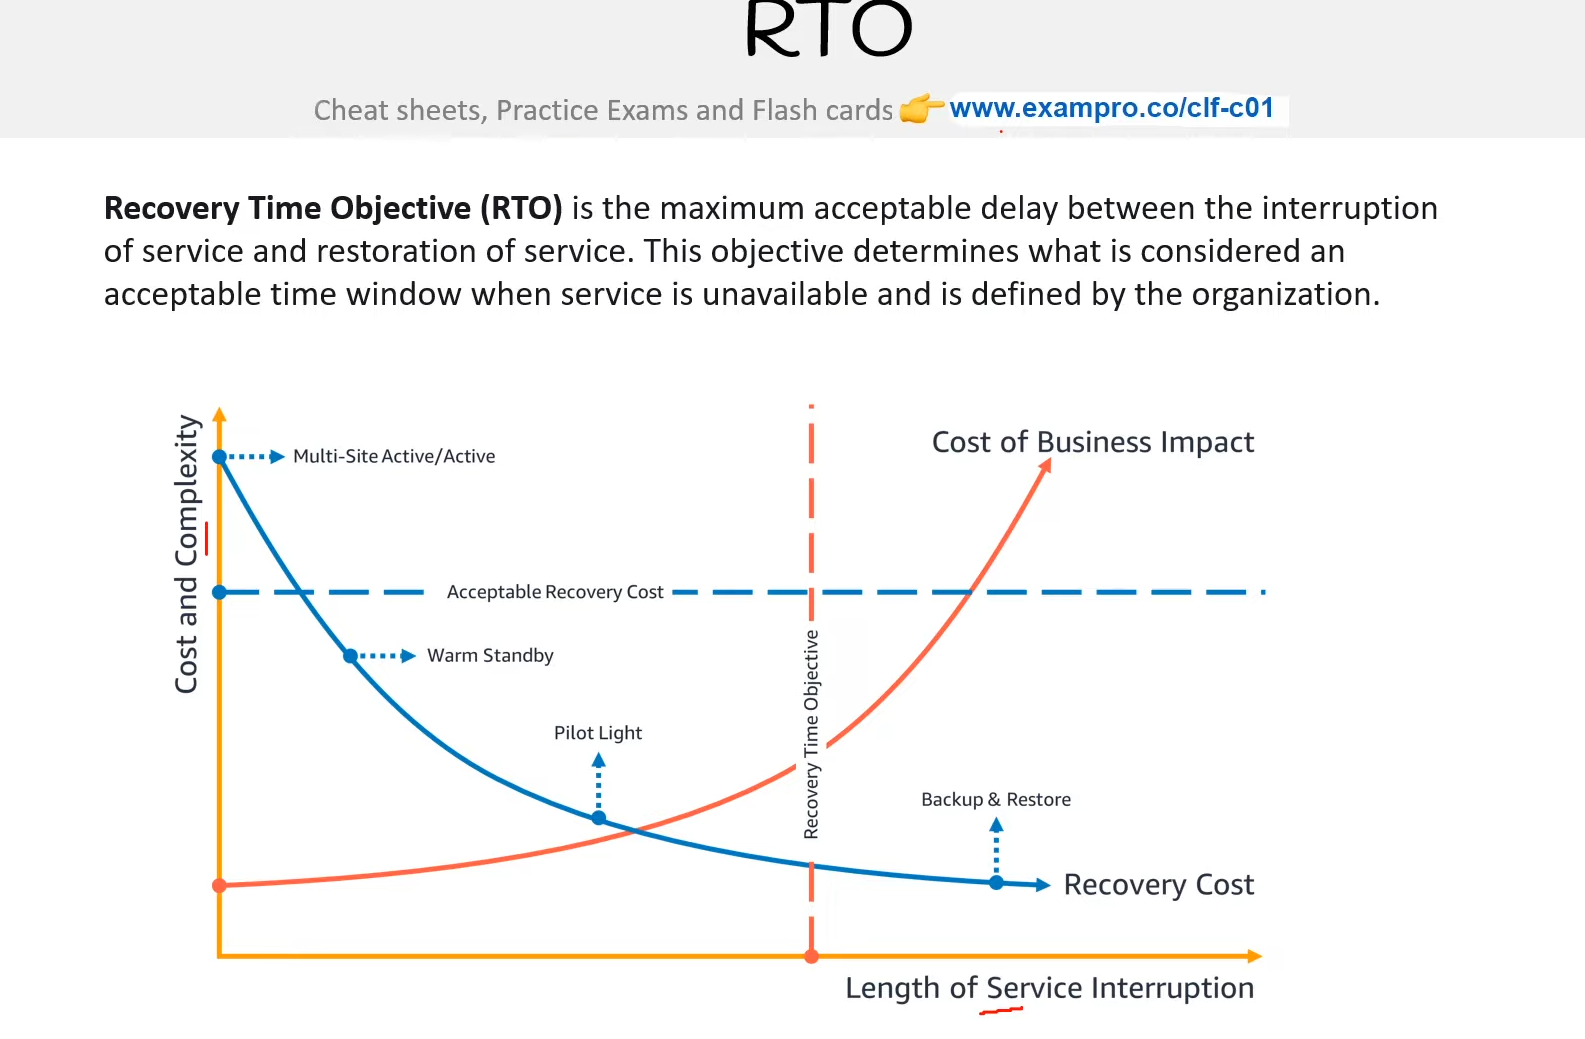 RTO
Cheat sheets, Practice Exams and Flash cards 👉 www.exampro.co/clf-c01
Recovery Time Objective (RTO) is the maximum acceptable delay between the interruption
of service and restoration of service. This objective determines what is considered an
acceptable time window when service is unavailable and is defined by the organization.
Cost and Complexity
Multi-Site Active/Active
Cost of Business Impact
Acceptable Recovery Cost
Warm Standby
Recovery Time Objective
Pilot Light
Backup & Restore
Recovery Cost
Length of Service Interruption